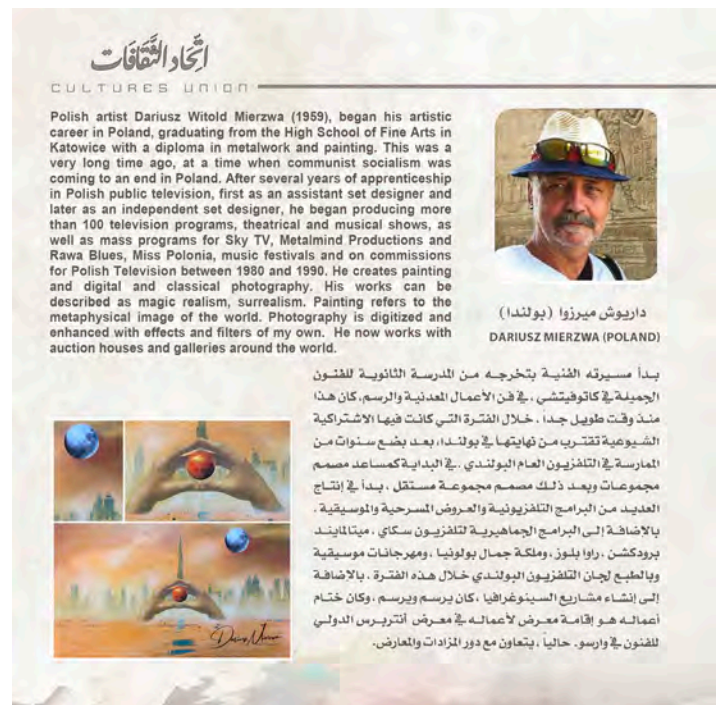 اتّحاد الثّقافات
CULTURES UNION
Polish artist Dariusz Witold Mierzwa (1959), began his artistic
career in Poland, graduating from the High School of Fine Arts in
Katowice with a diploma in metalwork and painting. This was a
very long time ago, at a time when communist socialism was
coming to an end in Poland. After several years of apprenticeship
in Polish public television, first as an assistant set designer and
later as an independent set designer, he began producing more
than 100 television programs, theatrical and musical shows, as
well as mass programs for Sky TV, Metalmind Productions and
Rawa Blues, Miss Polonia, music festivals and on commissions
for Polish Television between 1980 and 1990. He creates painting
and digital and classical photography. His works can be
described as magic realism, surrealism. Painting refers to the
metaphysical image of the world. Photography is digitized and
enhanced with effects and filters of my own. He now works with
auction houses and galleries around the world.
داريوش ميرزوا (بولندا)
DARIUSZ MIERZWA (POLAND)
بدأ مسيرته الفنية بتخرجه من المدرسة الثانوية للفنون
الجميلة في كاتوفيتشي، في فن الأعمال المعدنية والرسم، كان هذا
منذ وقت طويل جداً، خلال الفترة التي كانت فيها الاشتراكية
الشيوعية تقترب من نهايتها في بولندا، بعد بضع سنوات من
الممارسة في التلفزيون العام البولندي، في البداية كمساعد مصمم
مجموعات وبعد ذلك مصمم مجموعة مستقل، بدأ في إنتاج
العديد من البرامج التلفزيونية والعروض المسرحية والموسيقية،
بالاضافة إلى البرامج الجماهيرية لتلفزيون سكاي، ميتالمايند
برودكشن، راوا بلوز، وملكة جمال بولونيا، ومهرجانات موسيقية
وبالطبع لجان التلفزيون البولندي خلال هذه الفترة، بالاضافة
إلى إنشاء مشاريع السينوغرافيا، كان يرسم ويرسم، وكان ختام
أعماله هو إقامة معرض لأعماله في معرض أنتربرس الدولي
للفنون في وارسو. حالياً، يتعاون مع دور المزادات والمعارض.